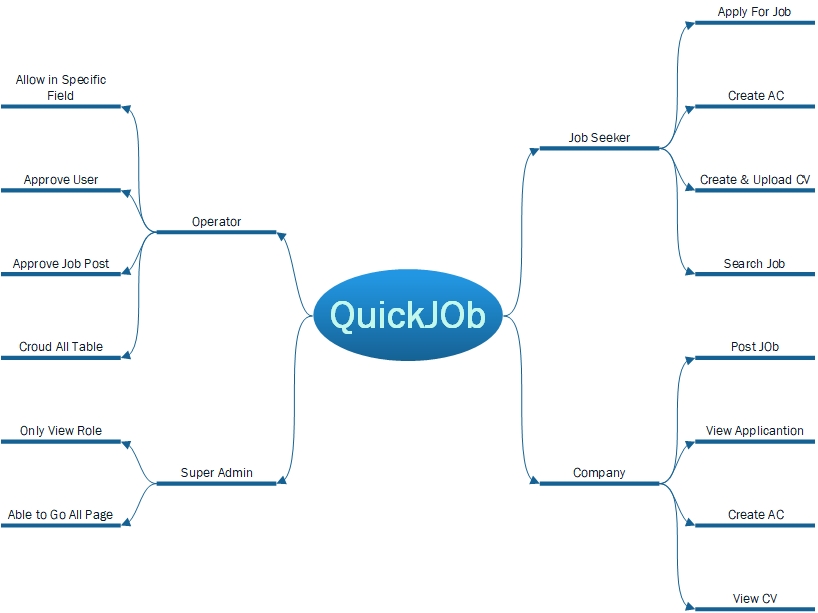 Apply For Job
Allow in Specific
Field
Create AC
Job Seeker
Approve User
Create & Upload CV
Operator
Approve Job Post
Search Job
QuickJOb
Croud All Table
Post JOb
Only View Role
View Applicantion
Super Admin
Company
Able to Go All Page
Create AC
View CV